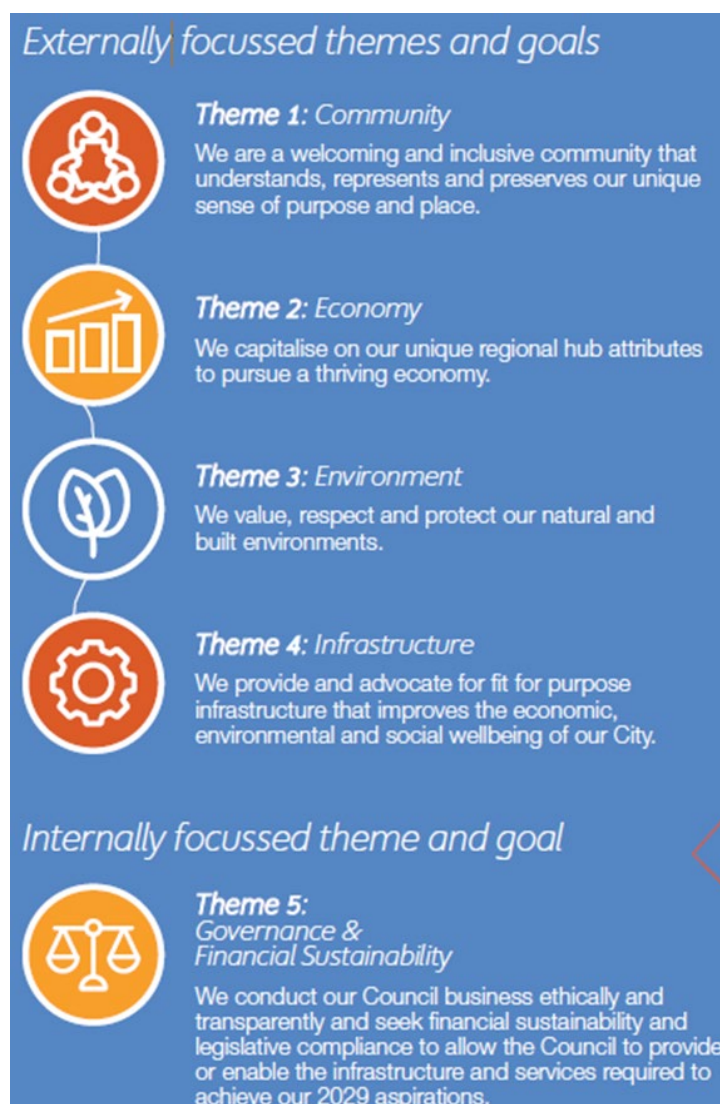 Externally focussed themes and goals
Theme 1: Community
We are a welcoming and inclusive community that
understands, represents and preserves our unique
sense of purpose and place.
Theme 2: Economy
We capitalise on our unique regional hub attributes
to pursue a thriving economy.
Theme 3: Environment
We value, respect and protect our natural and
built environments.
Theme 4: Infrastructure
We provide and advocate for fit for purpose
infrastructure that improves the economic,
environmental and social wellbeing of our City.
Internally focussed theme and goal
Theme 5:
Governance &
Financial Sustainability
We conduct our Council business ethically and
transparently and seek financial sustainability and
legislative compliance to allow the Council to provide
or enable the infrastructure and services required to
achieve our 2029 aspirations.